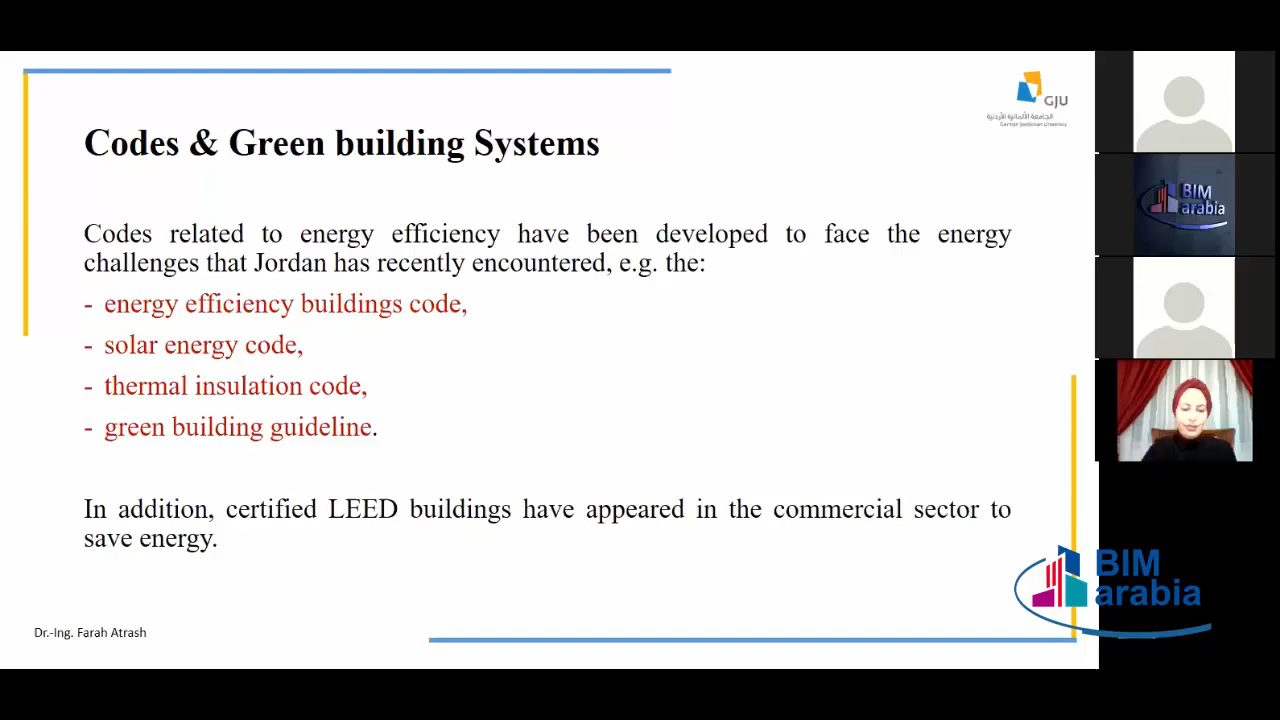 GJU
الجامعة الألمانية الأردنية
German Jordanian University
Codes & Green building Systems
Codes related to energy efficiency have been developed to face the energy
challenges that Jordan has recently encountered, e.g. the:
- energy efficiency buildings code,
- solar energy code,
- thermal insulation code,
- green building guideline.
In addition, certified LEED buildings have appeared in the commercial sector to
save energy.
Dr.-Ing. Farah Atrash
BIM
arabia
BIM
arabia